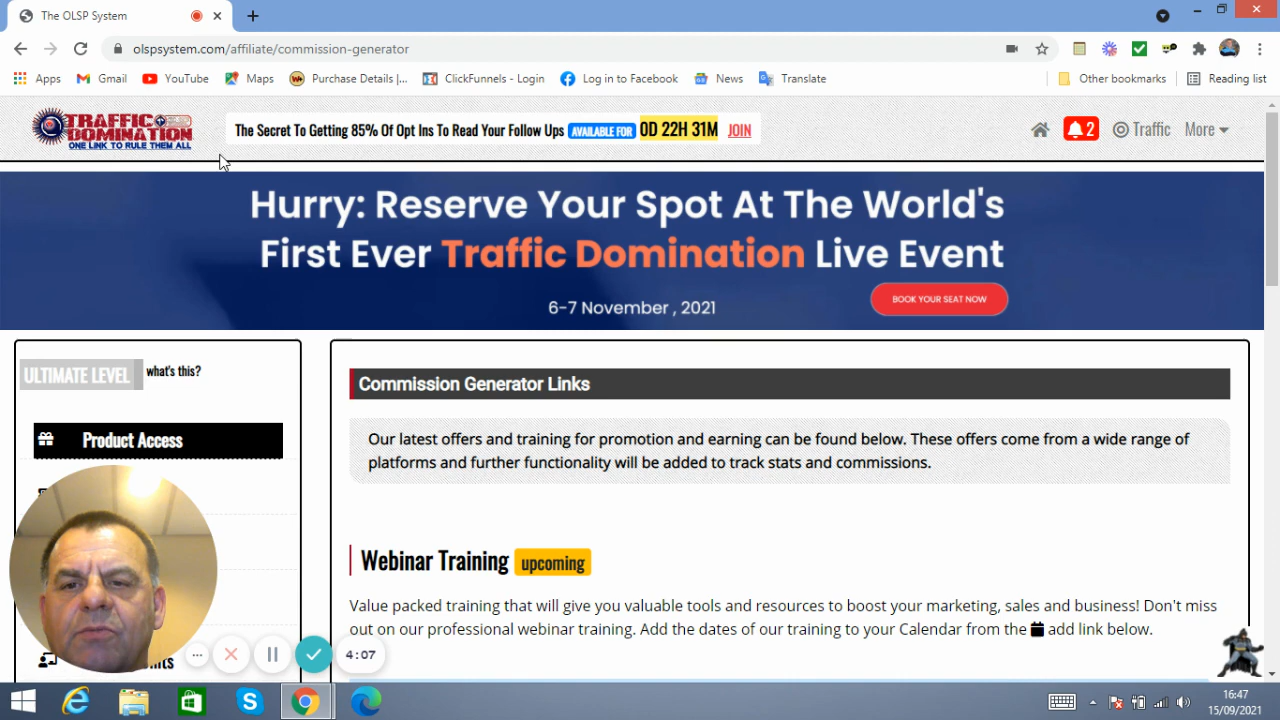 The OLSP System
olspsystem.com/affiliate/commission-generator
Apps Gmail YouTube Maps Purchase Details |... ClickFunnels - Login Log in to Facebook News Translate Other bookmarks Reading list
TRAFFIC
DOMINATION
ONE LINK TO RULE THEM ALL
The Secret To Getting 85% Of Opt Ins To Read Your Follow Ups AVAILABLE FOR 0D 22H 31M JOIN
2 Traffic More
Hurry: Reserve Your Spot At The World's
First Ever Traffic Domination Live Event
6-7 November , 2021
BOOK YOUR SEAT NOW
ULTIMATE LEVEL what's this?
Product Access
Commission Generator Links
Our latest offers and training for promotion and earning can be found below. These offers come from a wide range of
platforms and further functionality will be added to track stats and commissions.
Webinar Training upcoming
Value packed training that will give you valuable tools and resources to boost your marketing, sales and business! Don't miss
out on our professional webinar training. Add the dates of our training to your Calendar from the add link below.
4:07
16:47
15/09/2021